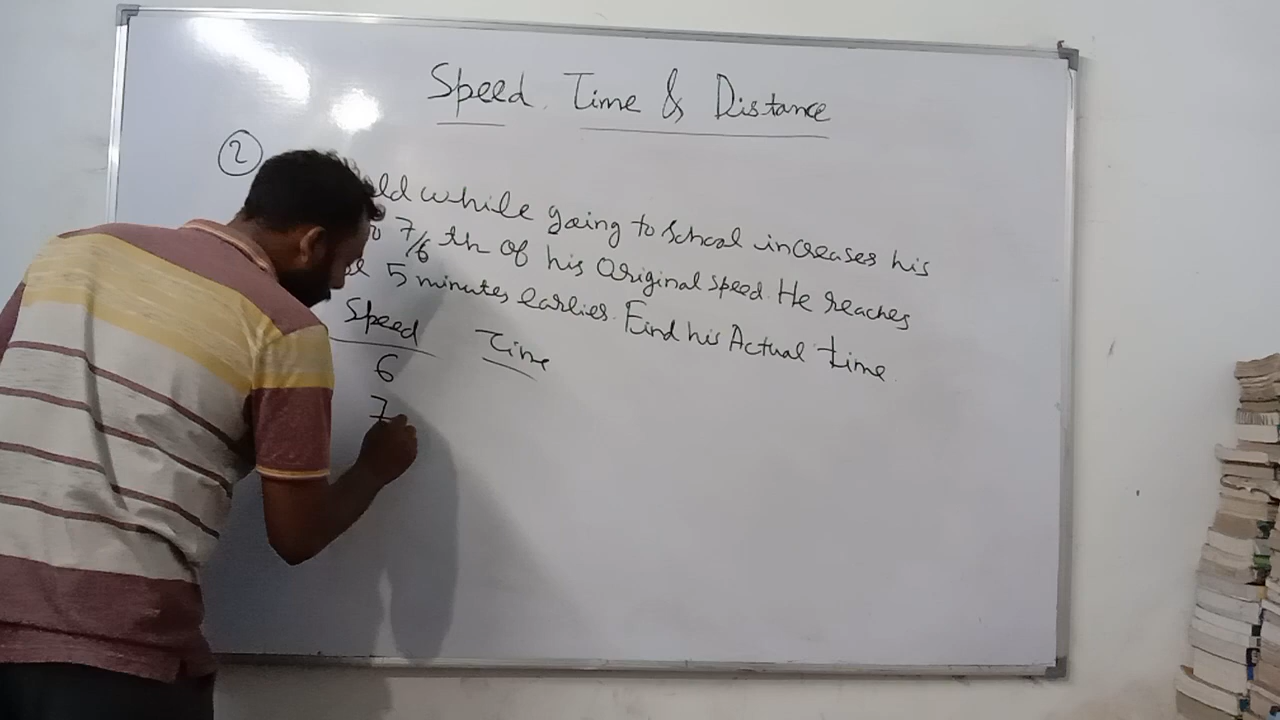 Speed, Time & Distance
2
while going to School increases his
7/6 th of his Original speed. He reaches
5 minutes earlier. Find his Actual time.
Speed Time
6
7